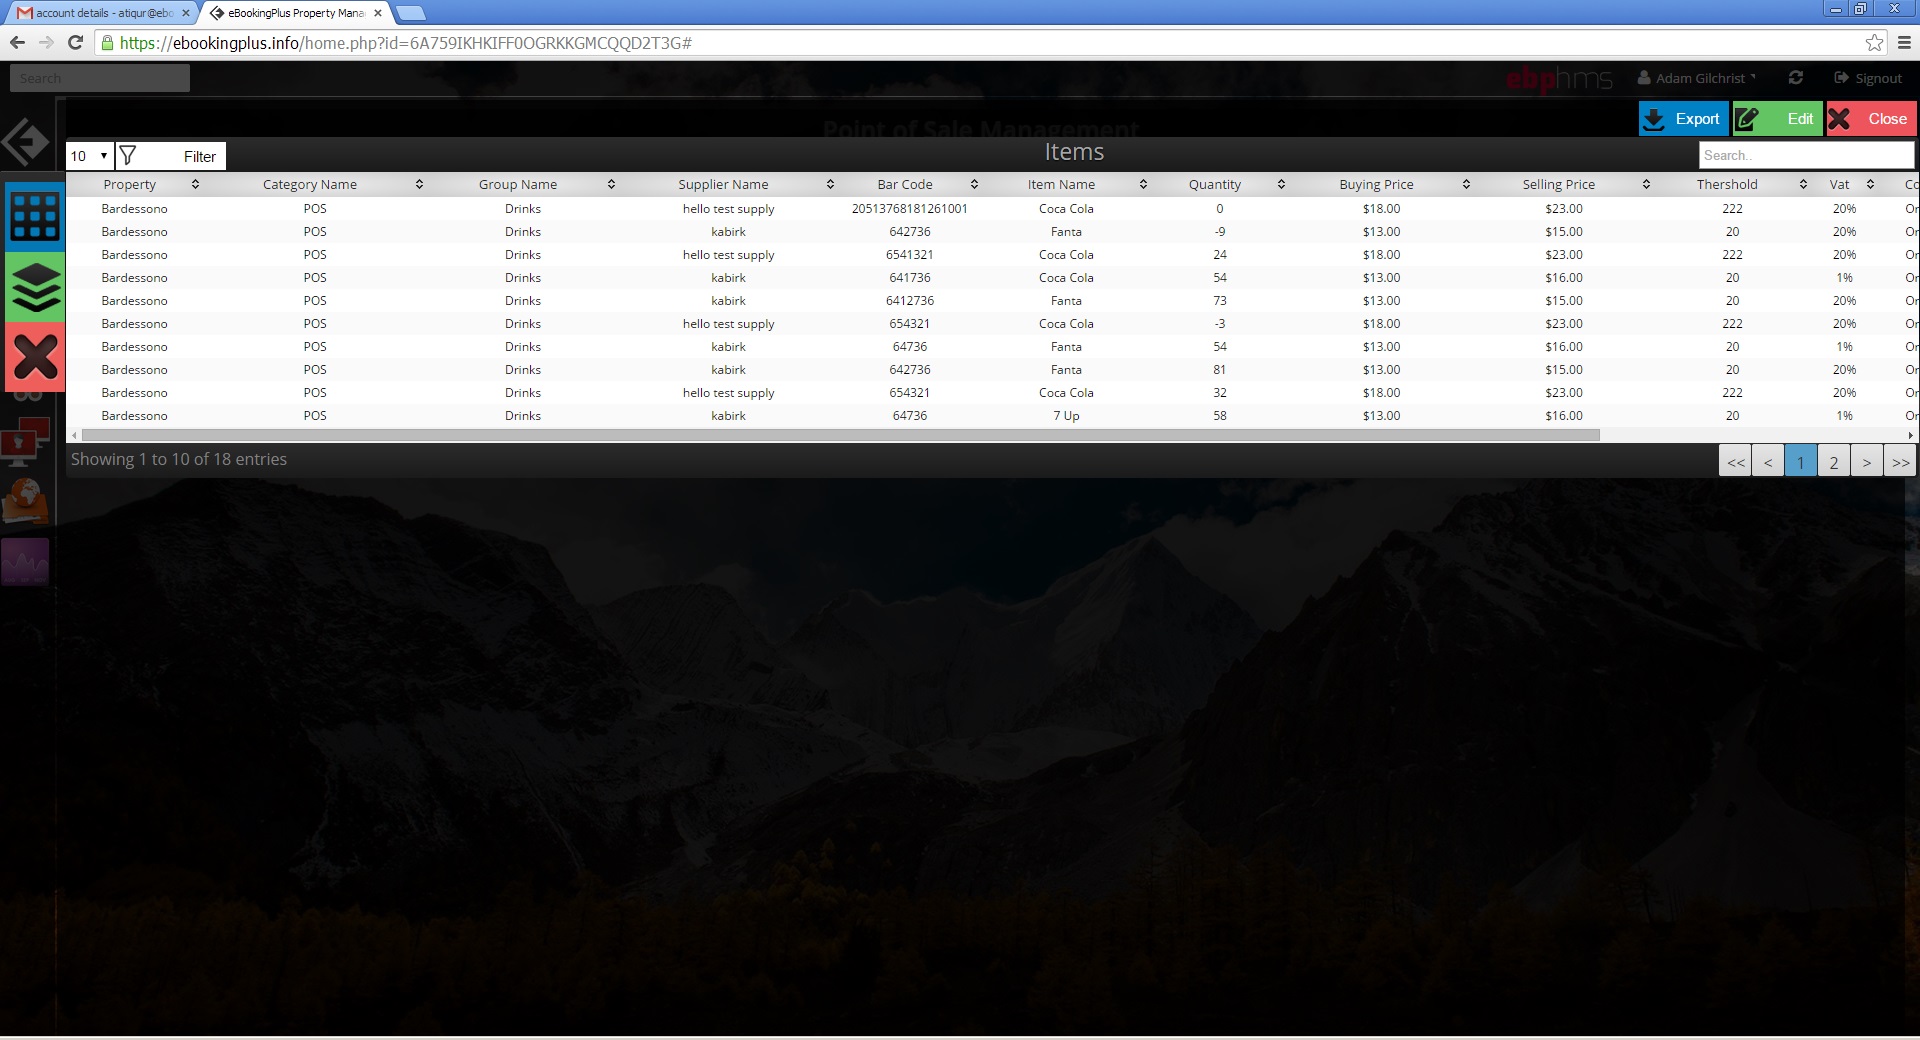 account details - atiqur@ebo
eBookingPlus Property Mana
https://ebookingplus.info/home.php?id=6A759IKHKIFF0OGRKKGMCQQD2T3G#
Search
ebphms
Adam Gilchrist
Signout
Point of Sale Management
Export
Edit
Close
10
Filter
Items
Search..
Property Category Name Group Name Supplier Name Bar Code Item Name Quantity Buying Price Selling Price Thershold Vat Co
Bardessono POS Drinks hello test supply 20513768181261001 Coca Cola 0 $18.00 $23.00 222 20% Or
Bardessono POS Drinks kabirk 642736 Fanta -9 $13.00 $15.00 20 20% Or
Bardessono POS Drinks hello test supply 6541321 Coca Cola 24 $18.00 $23.00 222 20% Or
Bardessono POS Drinks kabirk 641736 Coca Cola 54 $13.00 $16.00 20 1% Or
Bardessono POS Drinks kabirk 6412736 Fanta 73 $13.00 $15.00 20 20% Or
Bardessono POS Drinks hello test supply 654321 Coca Cola -3 $18.00 $23.00 222 20% Or
Bardessono POS Drinks kabirk 64736 Fanta 54 $13.00 $16.00 20 1% Or
Bardessono POS Drinks kabirk 642736 Fanta 81 $13.00 $15.00 20 20% Or
Bardessono POS Drinks hello test supply 654321 Coca Cola 32 $18.00 $23.00 222 20% Or
Bardessono POS Drinks kabirk 64736 7 Up 58 $13.00 $16.00 20 1% Or
Showing 1 to 10 of 18 entries
<< < 1 2 > >>